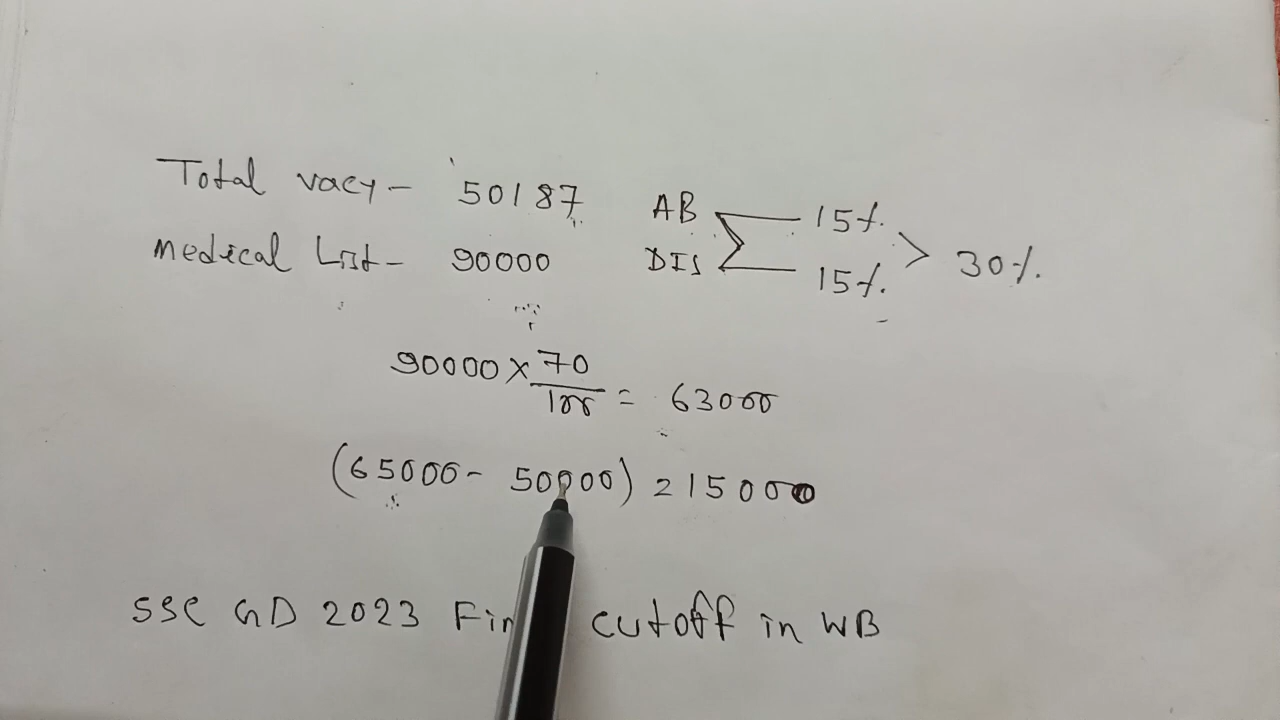 Total vacy - 50187
AB 15%
Medical List - 90000
DIS 15%
> 30%
90000 x 70/100 = 63000
(65000 - 50000) = 15000
SSC GD 2023 Fin cutoff in WB